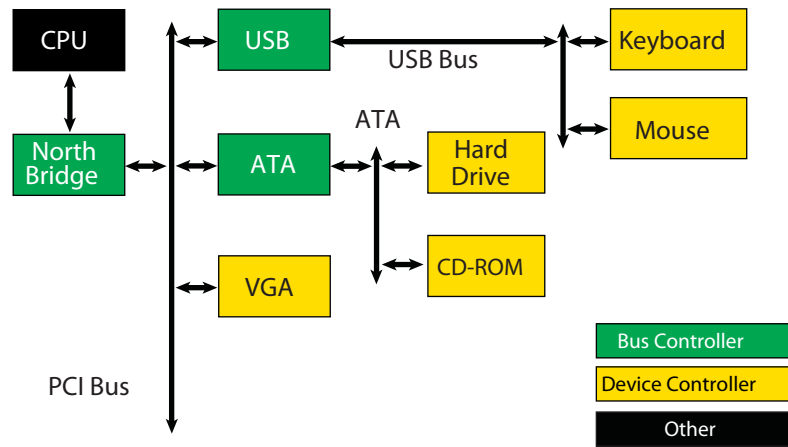 CPU
USB
Keyboard
USB Bus
Mouse
ATA
North
Bridge
ATA
Hard
Drive
VGA
CD-ROM
PCI Bus
Bus Controller
Device Controller
Other